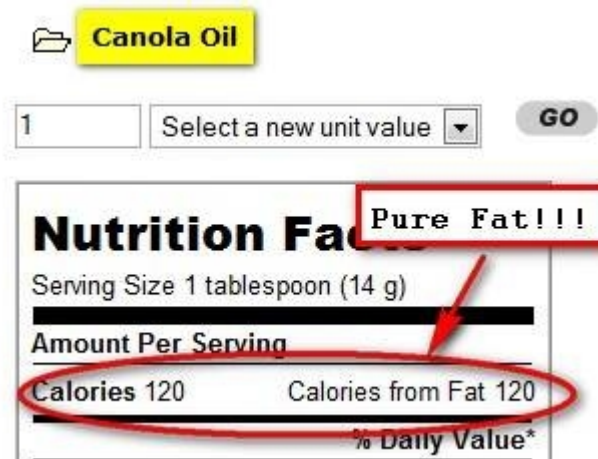 Canola Oil
1 Select a new unit value GO
Pure Fat!!!
Nutrition Facts
Serving Size 1 tablespoon (14 g)
Amount Per Serving
Calories 120 Calories from Fat 120
% Daily Value*